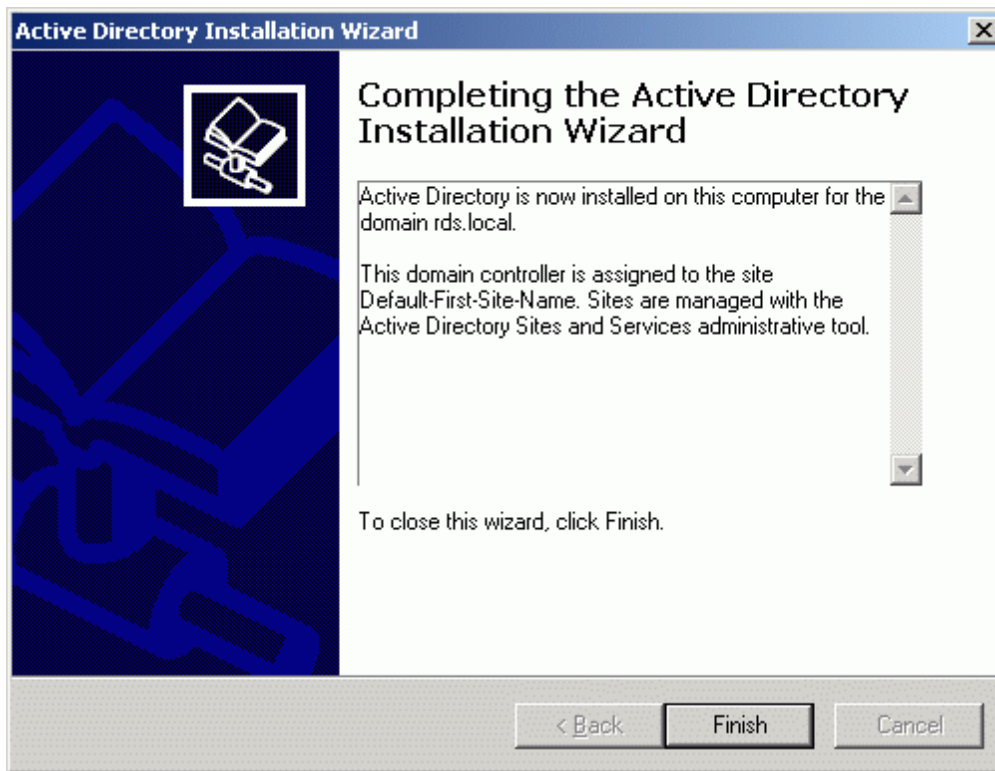 Active Directory Installation Wizard
Completing the Active Directory
Installation Wizard
Active Directory is now installed on this computer for the
domain rds.local.
This domain controller is assigned to the site
Default-First-Site-Name. Sites are managed with the
Active Directory Sites and Services administrative tool.
To close this wizard, click Finish.
< Back
Finish
Cancel